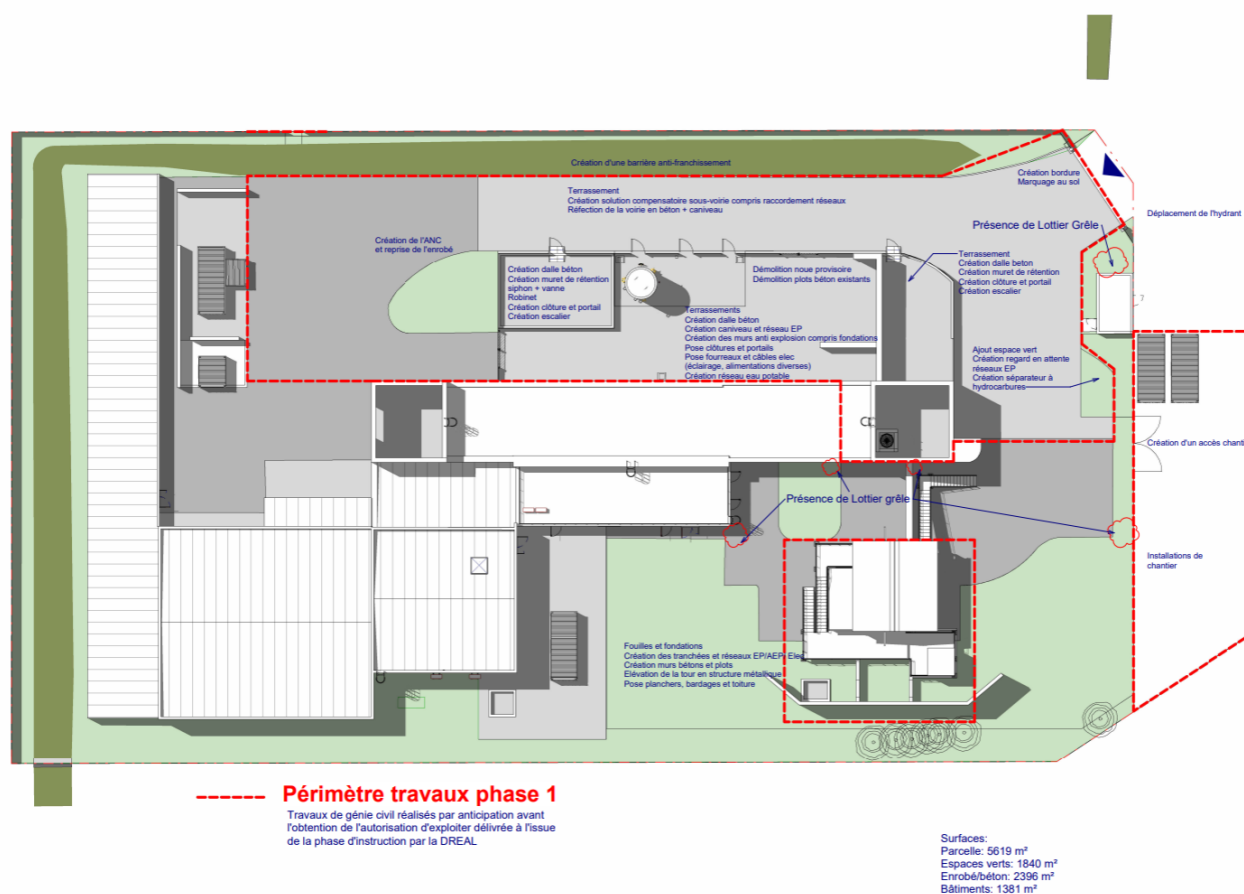 Création d'une barrière anti-franchissement
Création bordure
Marquage au sol
Terrassement
Création solution compensatoire sous-voirie compris raccordement réseaux
Réfection de la voirie en béton + caniveau
Déplacement de l'hydrant
Présence de Lottier Grêle
Création de l'ANC
et reprise de l'enrobé
Terrassement
Création dalle beton
Création muret de rétention
Création clôture et portail
Création escalier
Création dalle béton
Création muret de rétention
siphon + vanne
Robinet
Création clôture et portail
Création escalier
Démolition noue provisoire
Démolition plots béton existants
Terrassements
Création dalle béton
Création caniveau et réseau EP
Création des murs anti explosion compris fondations
Pose clôtures et portails
Pose fourreaux et câbles elec
(éclairage, alimentations diverses)
Création réseau eau potable
Ajout espace vert
Création regard en attente
réseaux EP
Création séparateur à
hydrocarbures
Création d'un accès chanti
Présence de Lottier grêle
Installations de
chantier
Fouilles et fondations
Création des tranchées et réseaux EP/AEP, Elec
Création murs bétons et plots
Elévation de la tour en structure métallique
Pose planchers, bardages et toiture
Périmètre travaux phase 1
Travaux de génie civil réalisés par anticipation avant
l'obtention de l'autorisation d'exploiter délivrée à l'issue
de la phase d'instruction par la DREAL
Surfaces:
Parcelle: 5619 m²
Espaces verts: 1840 m²
Enrobé/béton: 2396 m²
Bâtiments: 1381 m²